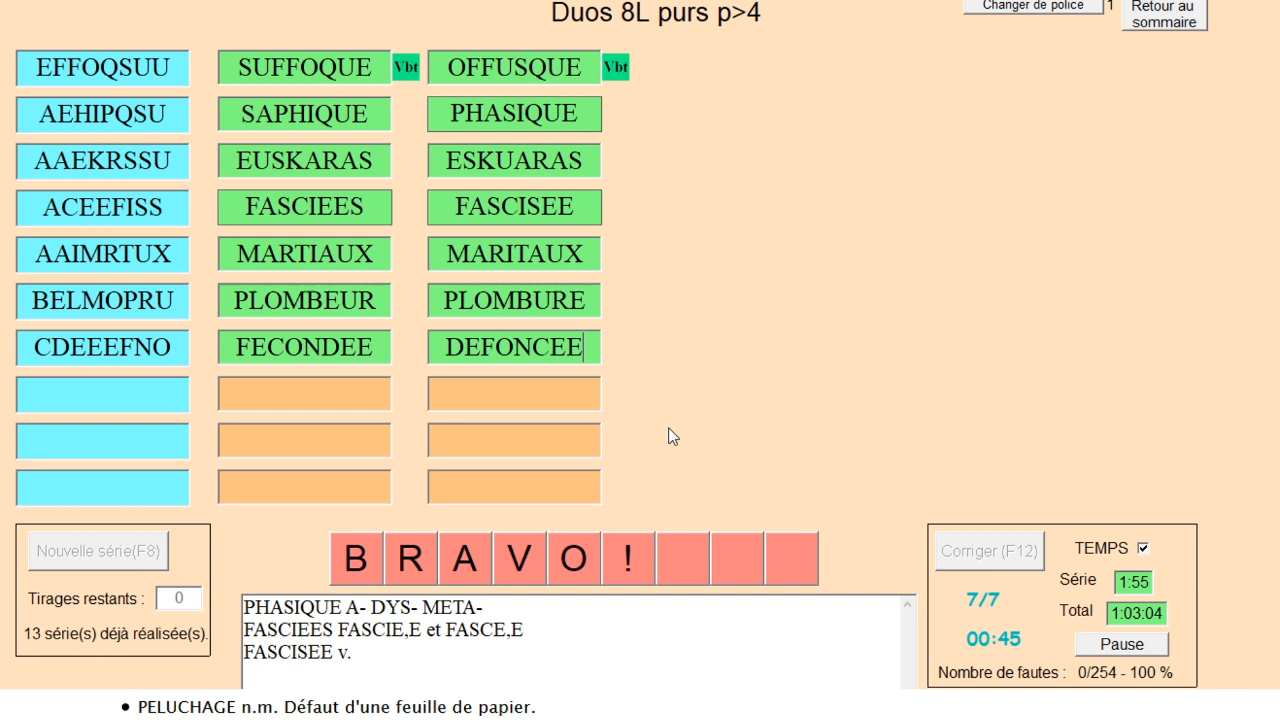 Duos 8L purs p>4
Changer de police
1
Retour au
sommaire
EFFOQSUU SUFFOQUE Vbt OFFUSQUE Vbt
AEHIPQSU SAPHIQUE PHASIQUE
AAEKRSSU EUSKARAS ESKUARAS
ACEEFISS FASCIEES FASCISEE
AAIMRTUX MARTIAUX MARITAUX
BELMOPRU PLOMBEUR PLOMBURE
CDEEEFNO FECONDEE DEFONCEE
Nouvelle série(F8)
Tirages restants : 0
13 série(s) déjà réalisée(s).
B R A V O !
PHASIQUE A- DYS- META-
FASCIEES FASCIE,E et FASCE,E
FASCISEE v.
Corriger (F12)
TEMPS
7/7
Série 1:55
Total 1:03:04
00:45
Pause
Nombre de fautes : 0/254 - 100 %
• PELUCHAGE n.m. Défaut d'une feuille de papier.